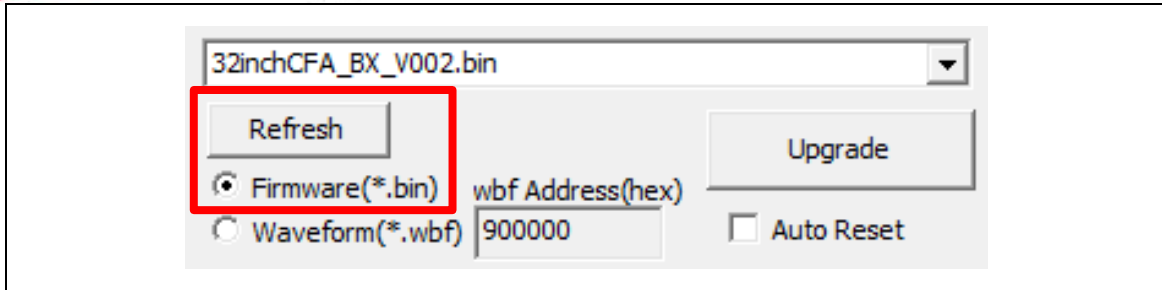 32inchCFA_BX_V002.bin
Refresh
Upgrade
Firmware(*.bin)
wbf Address(hex)
Waveform(*.wbf)
900000
Auto Reset